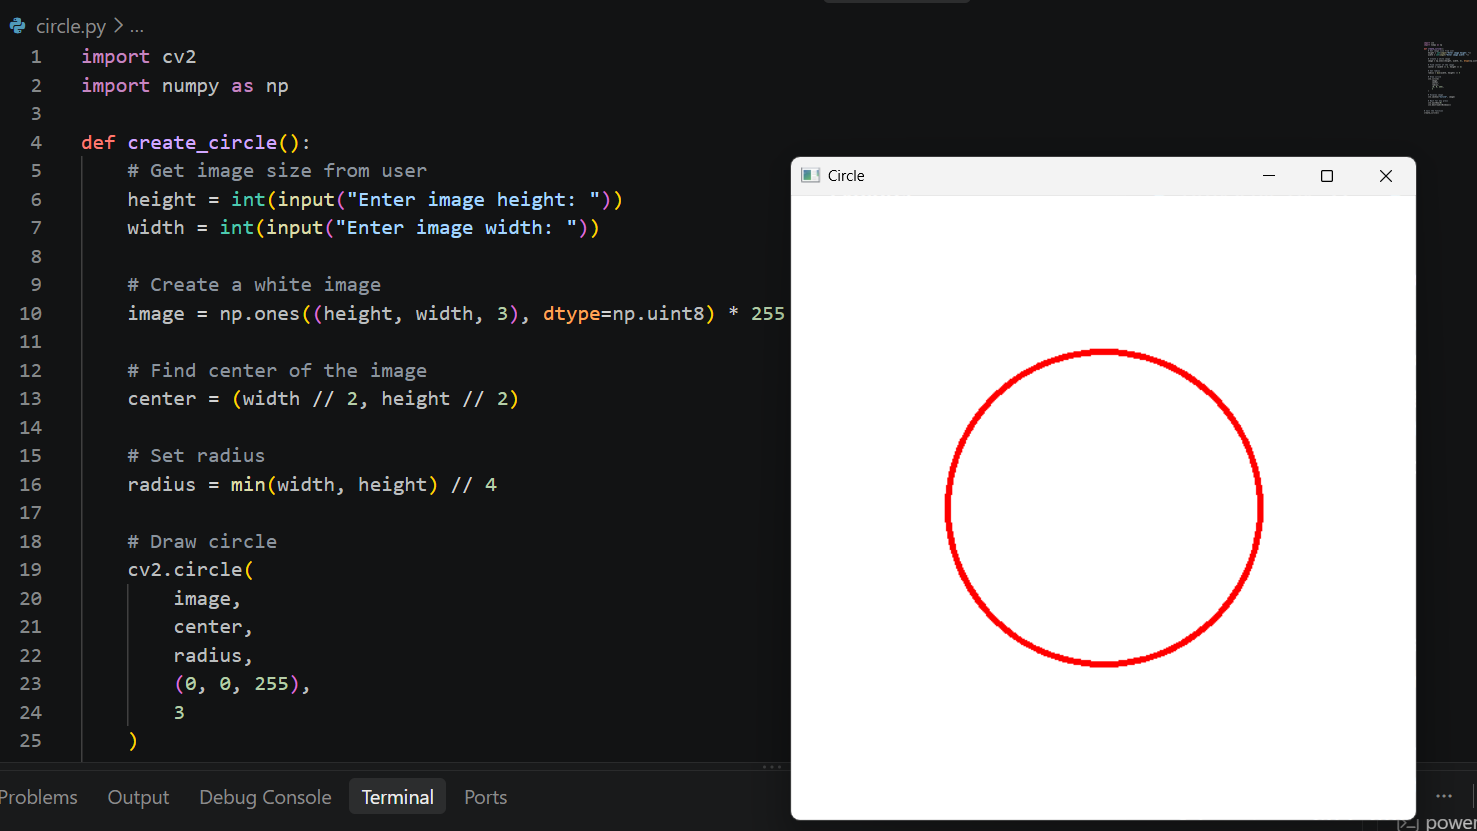 circle.py > ...
1 import cv2
2 import numpy as np
3
4 def create_circle():
5 # Get image size from user
6 height = int(input("Enter image height: "))
7 width = int(input("Enter image width: "))
8
9 # Create a white image
10 image = np.ones((height, width, 3), dtype=np.uint8) * 255
11
12 # Find center of the image
13 center = (width // 2, height // 2)
14
15 # Set radius
16 radius = min(width, height) // 4
17
18 # Draw circle
19 cv2.circle(
20 image,
21 center,
22 radius,
23 (0, 0, 255),
24 3
25 )
Circle
Problems Output Debug Console Terminal Ports
power